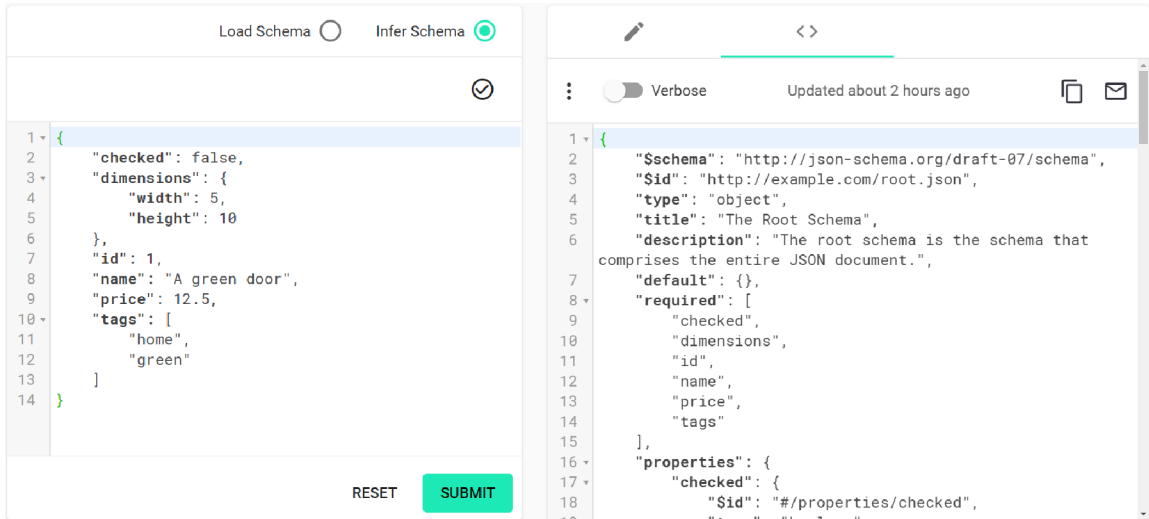 Load Schema
Infer Schema
1 {
2 "checked": false,
3 "dimensions": {
4 "width": 5,
5 "height": 10
6 },
7 "id": 1,
8 "name": "A green door",
9 "price": 12.5,
10 "tags": [
11 "home",
12 "green"
13 ]
14 }
RESET
SUBMIT
<>
Verbose
Updated about 2 hours ago
1 {
2 "$schema": "http://json-schema.org/draft-07/schema",
3 "$id": "http://example.com/root.json",
4 "type": "object",
5 "title": "The Root Schema",
6 "description": "The root schema is the schema that
comprises the entire JSON document.",
7 "default": {},
8 "required": [
9 "checked",
10 "dimensions",
11 "id",
12 "name",
13 "price",
14 "tags"
15 ],
16 "properties": {
17 "checked": {
18 "$id": "#/properties/checked",